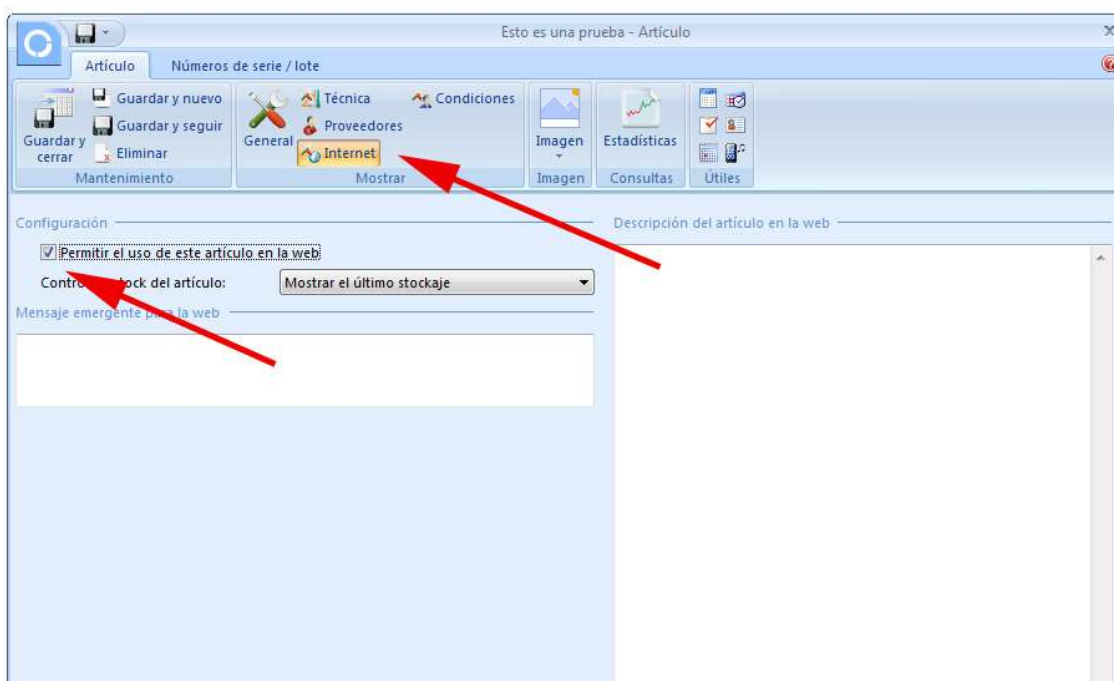 Esto es una prueba - Artículo
Artículo Números de serie / lote
Guardar y cerrar
Guardar y nuevo
Guardar y seguir
Eliminar
Mantenimiento
General
Técnica
Proveedores
Internet
Condiciones
Mostrar
Imagen
Imagen
Estadísticas
Consultas
Útiles
Configuración
Permitir el uso de este artículo en la web
Contro tock del artículo: Mostrar el último stockaje
Mensaje emergente para la web
Descripción del artículo en la web